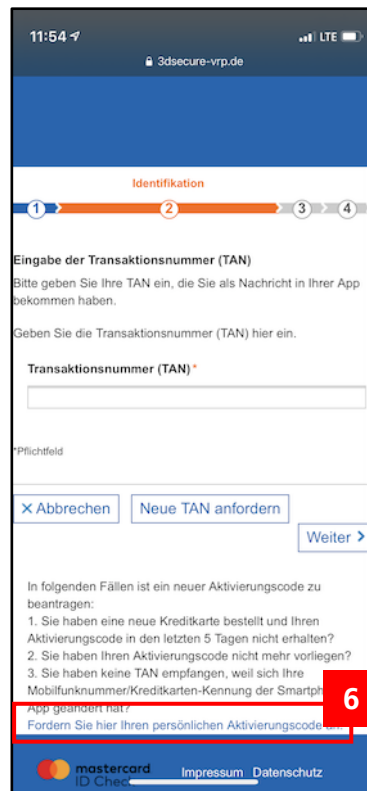 11:54
LTE
3dsecure-vrp.de
Identifikation
1 2 3 4
Eingabe der Transaktionsnummer (TAN)
Bitte geben Sie Ihre TAN ein, die Sie als Nachricht in Ihrer App
bekommen haben.
Geben Sie die Transaktionsnummer (TAN) hier ein.
Transaktionsnummer (TAN)*
*Pflichtfeld
× Abbrechen
Neue TAN anfordern
Weiter >
In folgenden Fällen ist ein neuer Aktivierungscode zu
beantragen:
1. Sie haben eine neue Kreditkarte bestellt und Ihren
Aktivierungscode in den letzten 5 Tagen nicht erhalten?
2. Sie haben Ihren Aktivierungscode nicht mehr vorliegen?
3. Sie haben keine TAN empfangen, weil sich Ihre
Mobilfunknummer/Kreditkarten-Kennung der
App geändert hat?
6
Fordern Sie hier Ihren persönlichen Aktivierungscode
mastercard
ID Check
Impressum Datenschutz